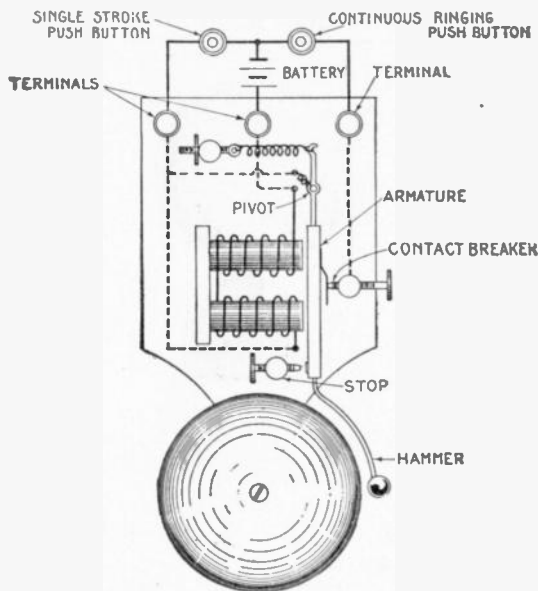 SINGLE STROKE
PUSH BUTTON
CONTINUOUS RINGING
PUSH BUTTON
BATTERY
TERMINALS
TERMINAL
PIVOT
ARMATURE
CONTACT BREAKER
STOP
HAMMER